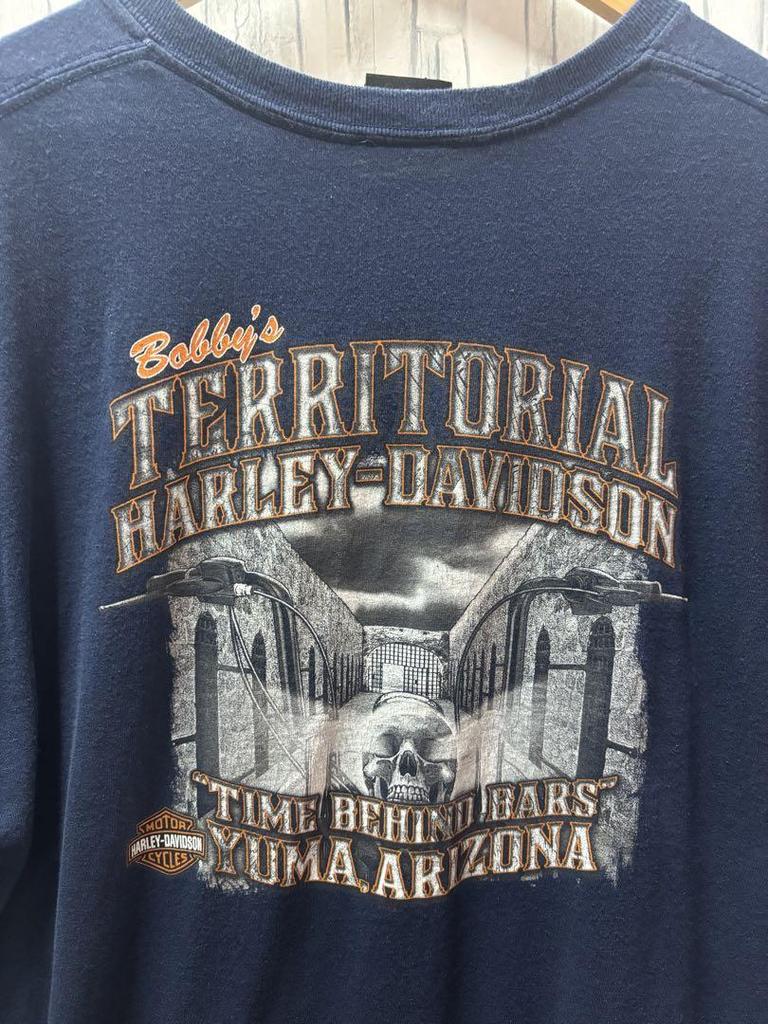 Bobby's
TERRITORIAL
HARLEY-DAVIDSON
"TIME BEHIND BARS"
YUMA, ARIZONA
MOTOR
HARLEY-DAVIDSON
CYCLES